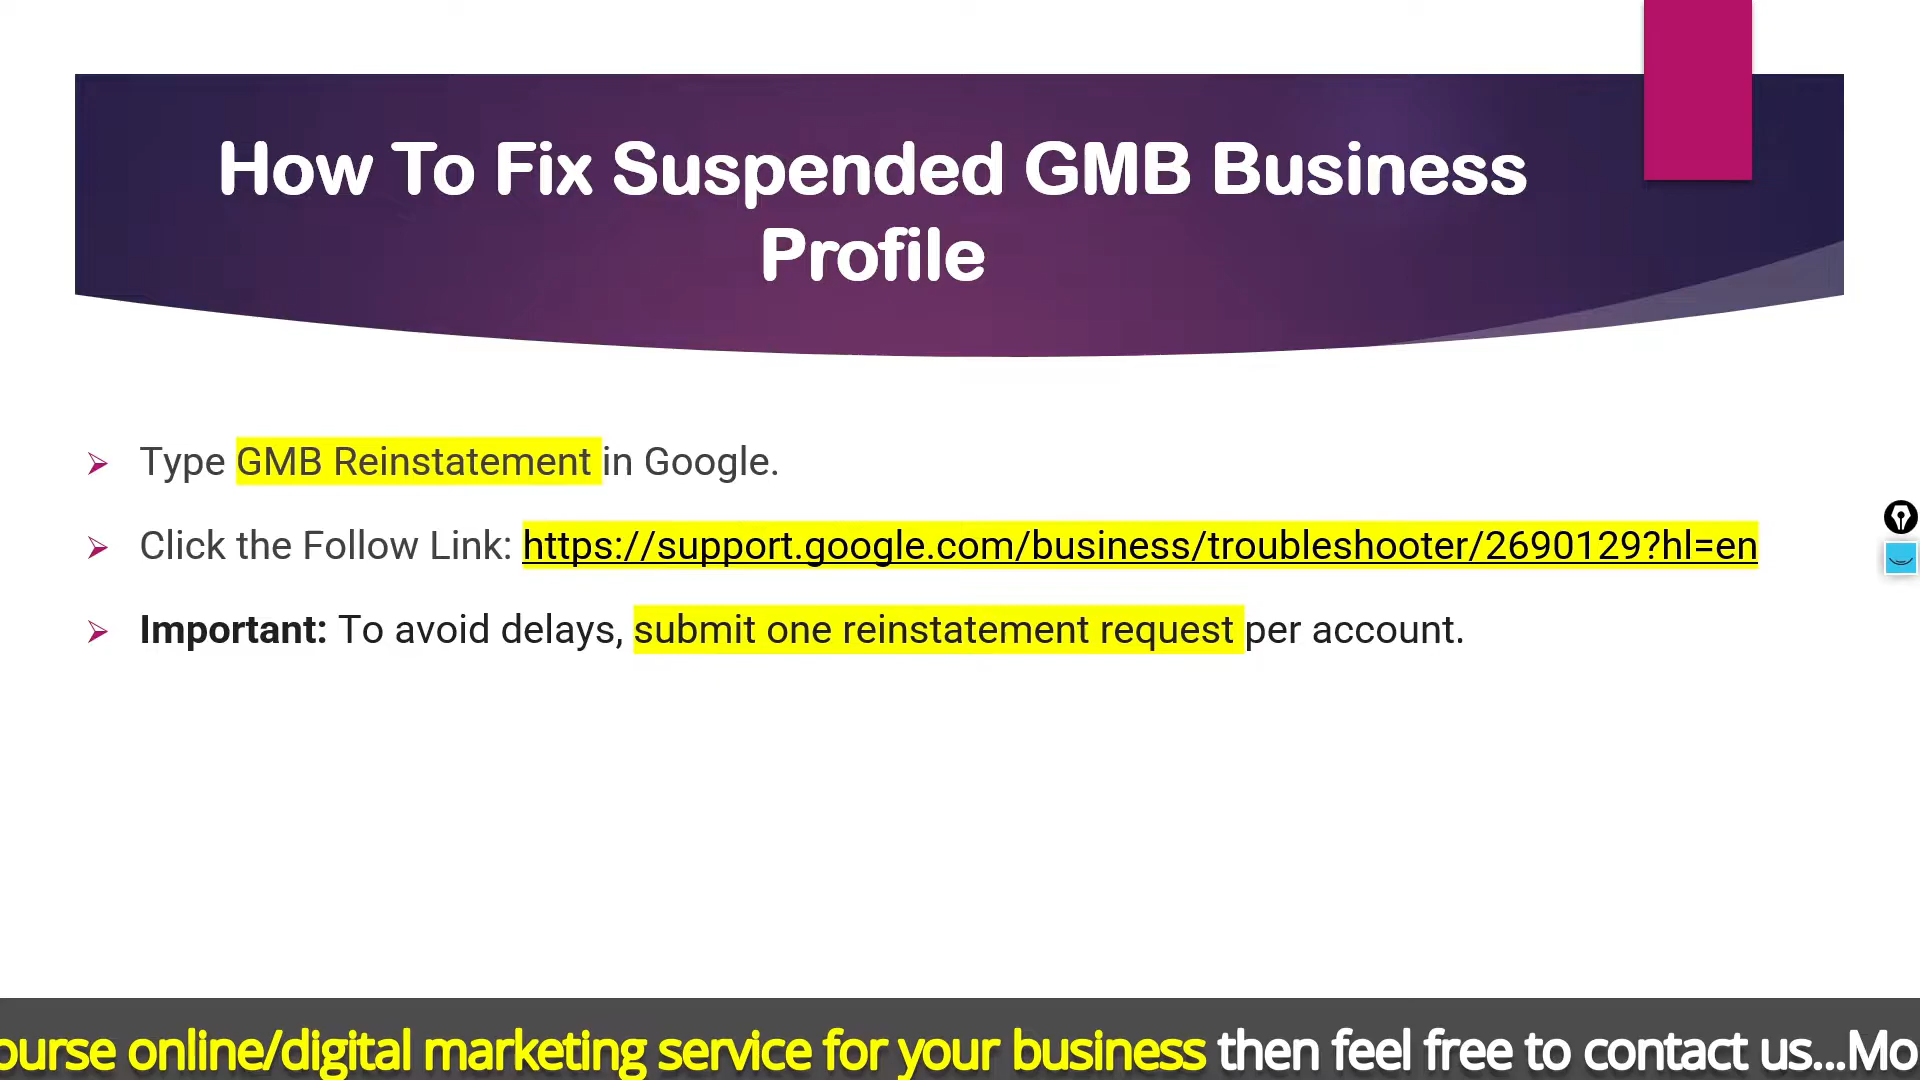 How To Fix Suspended GMB Business
Profile
Type GMB Reinstatement in Google.
Click the Follow Link: https://support.google.com/business/troubleshooter/2690129?hl=en
Important: To avoid delays, submit one reinstatement request per account.
online/digital marketing service for your business then feel free to contact us...